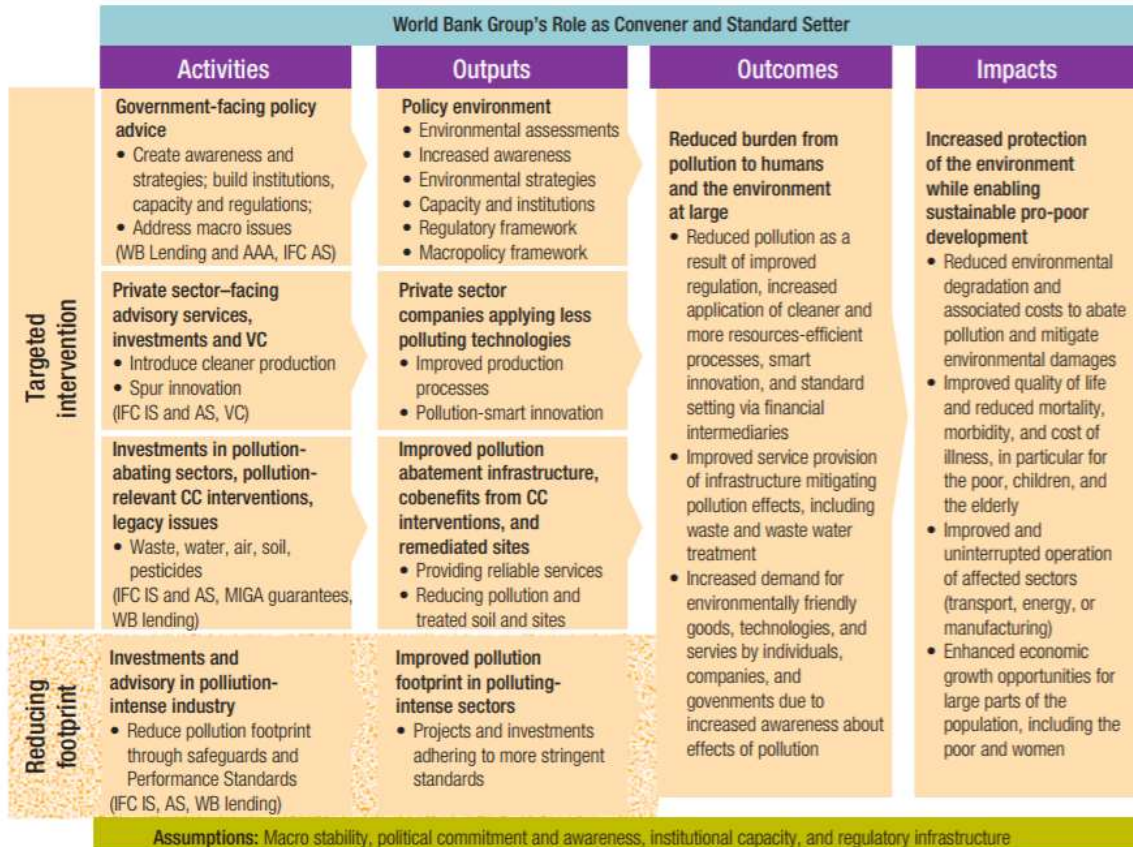 World Bank Group's Role as Convener and Standard Setter
Activities
Outputs
Outcomes
Impacts
Targeted
intervention
Government-facing policy
advice
• Create awareness and
strategies; build institutions,
capacity and regulations;
• Address macro issues
(WB Lending and AAA, IFC AS)
Policy environment
• Environmental assessments
• Increased awareness
• Environmental strategies
• Capacity and institutions
• Regulatory framework
• Macropolicy framework
Private sector–facing
advisory services,
investments and VC
• Introduce cleaner production
• Spur innovation
(IFC IS and AS, VC)
Private sector
companies applying less
polluting technologies
• Improved production
processes
• Pollution-smart innovation
Investments in pollution-
abating sectors, pollution-
relevant CC interventions,
legacy issues
• Waste, water, air, soil,
pesticides
(IFC IS and AS, MIGA guarantees,
WB lending)
Improved pollution
abatement infrastructure,
cobenefits from CC
interventions, and
remediated sites
• Providing reliable services
• Reducing pollution and
treated soil and sites
Reducing
footprint
Investments and
advisory in polliution-
intense industry
• Reduce pollution footprint
through safeguards and
Performance Standards
(IFC IS, AS, WB lending)
Improved pollution
footprint in polluting-
intense sectors
• Projects and investments
adhering to more stringent
standards
Reduced burden from
pollution to humans
and the environment
at large
• Reduced pollution as a
result of improved
regulation, increased
application of cleaner and
more resources-efficient
processes, smart
innovation, and standard
setting via financial
intermediaries
• Improved service provision
of infrastructure mitigating
pollution effects, including
waste and waste water
treatment
• Increased demand for
environmentally friendly
goods, technologies, and
servies by individuals,
companies, and
govenments due to
increased awareness about
effects of pollution
Increased protection
of the environment
while enabling
sustainable pro-poor
development
• Reduced environmental
degradation and
associated costs to abate
pollution and mitigate
environmental damages
• Improved quality of life
and reduced mortality,
morbidity, and cost of
illness, in particular for
the poor, children, and
the elderly
• Improved and
uninterrupted operation
of affected sectors
(transport, energy, or
manufacturing)
• Enhanced economic
growth opportunities for
large parts of the
population, including the
poor and women
Assumptions: Macro stability, political commitment and awareness, institutional capacity, and regulatory infrastructure